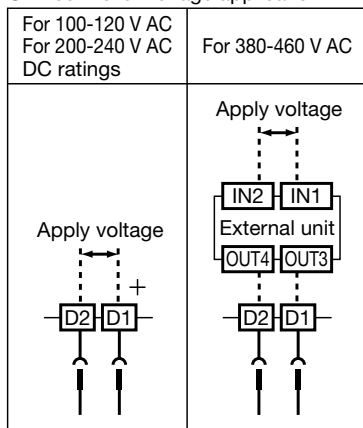 For 100-120 V AC
For 200-240 V AC
DC ratings
For 380-460 V AC
Apply voltage
+
D2 D1
Apply voltage
IN2 IN1
External unit
OUT4 OUT3
D2 D1